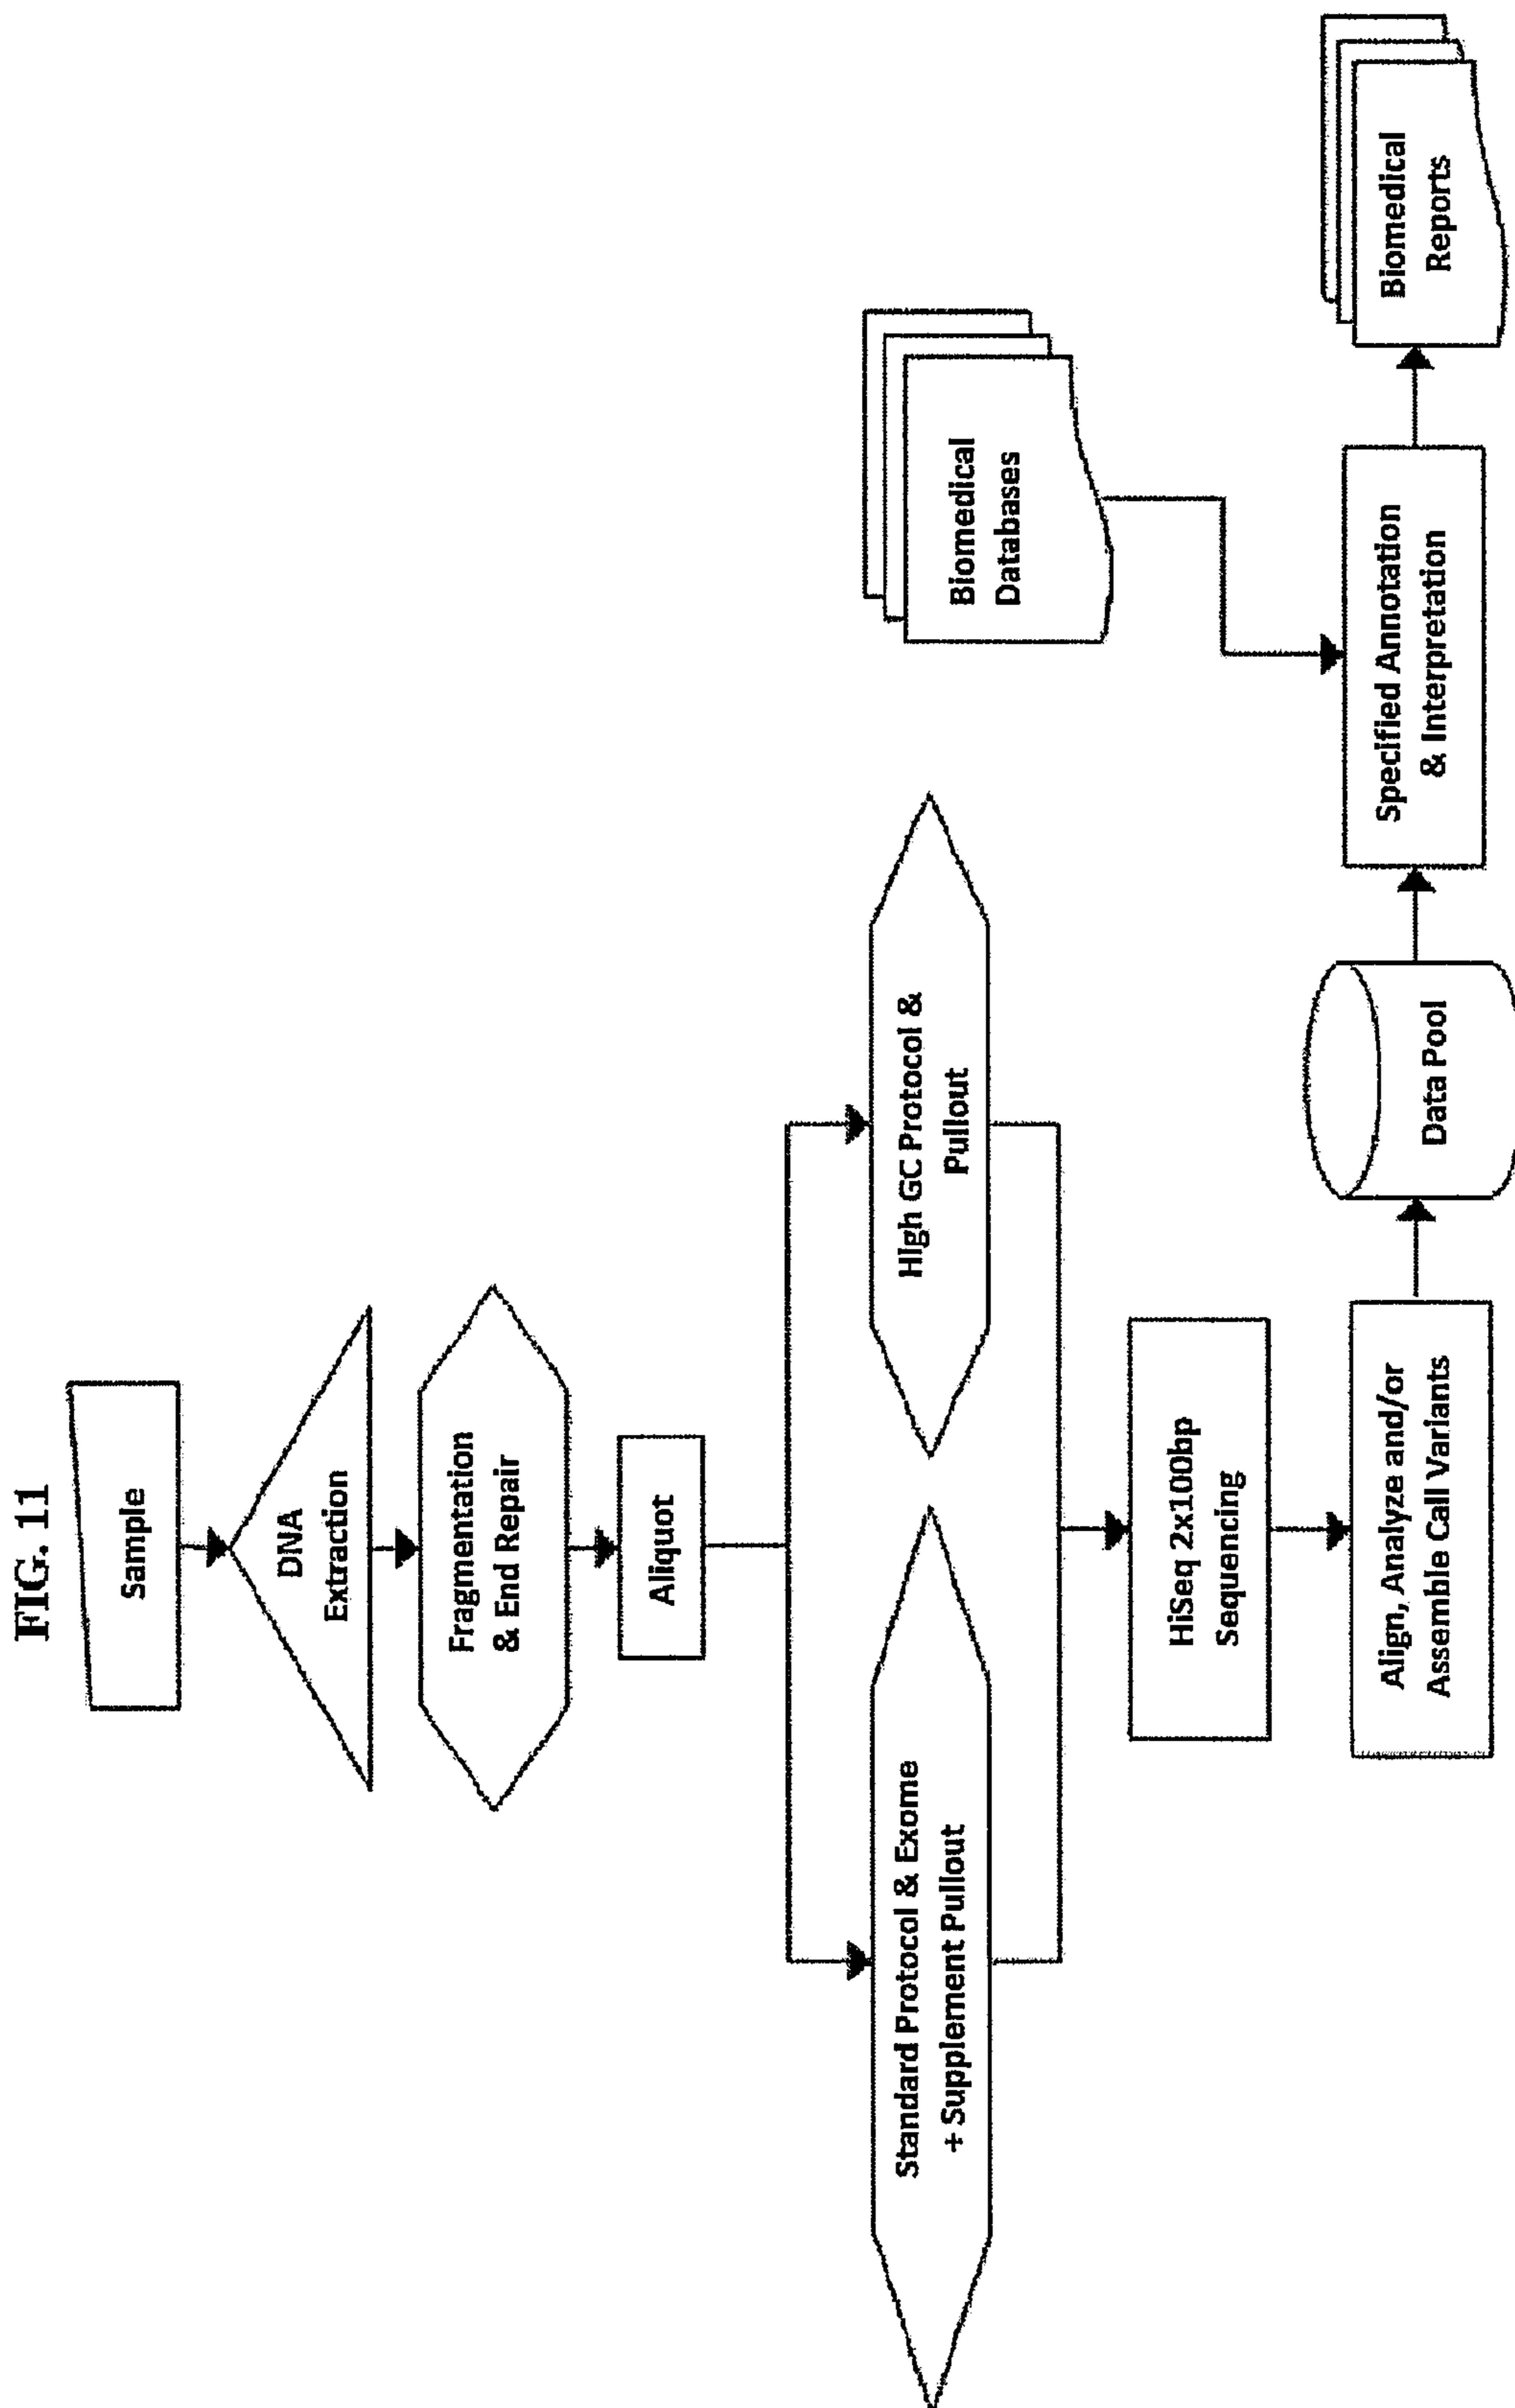 FIG. 11
Sample
DNA
Extraction
Fragmentation
& End Repair
Aliquot
Standard Protocol & Exome
+ Supplement Pullout
High GC Protocol &
Pullout
HiSeq 2x100bp
Sequencing
Align, Analyze and/or
Assemble Call Variants
Data Pool
Biomedical
Databases
Specified Annotation
& Interpretation
Biomedical
Reports